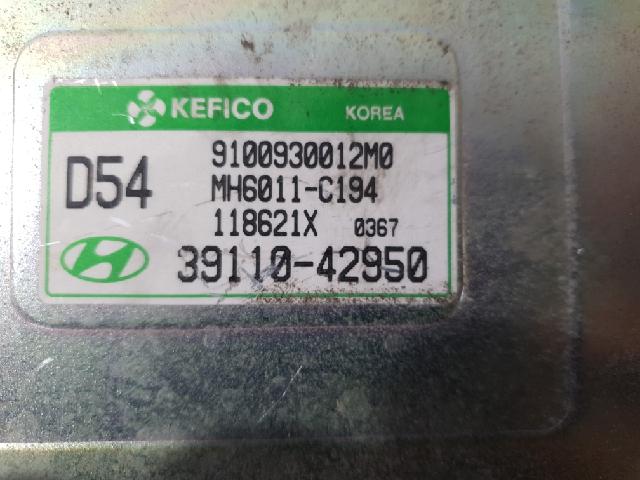 KEFICO KOREA
D54
9100930012M0
MH6011-C194
118621X 0367
39110-42950